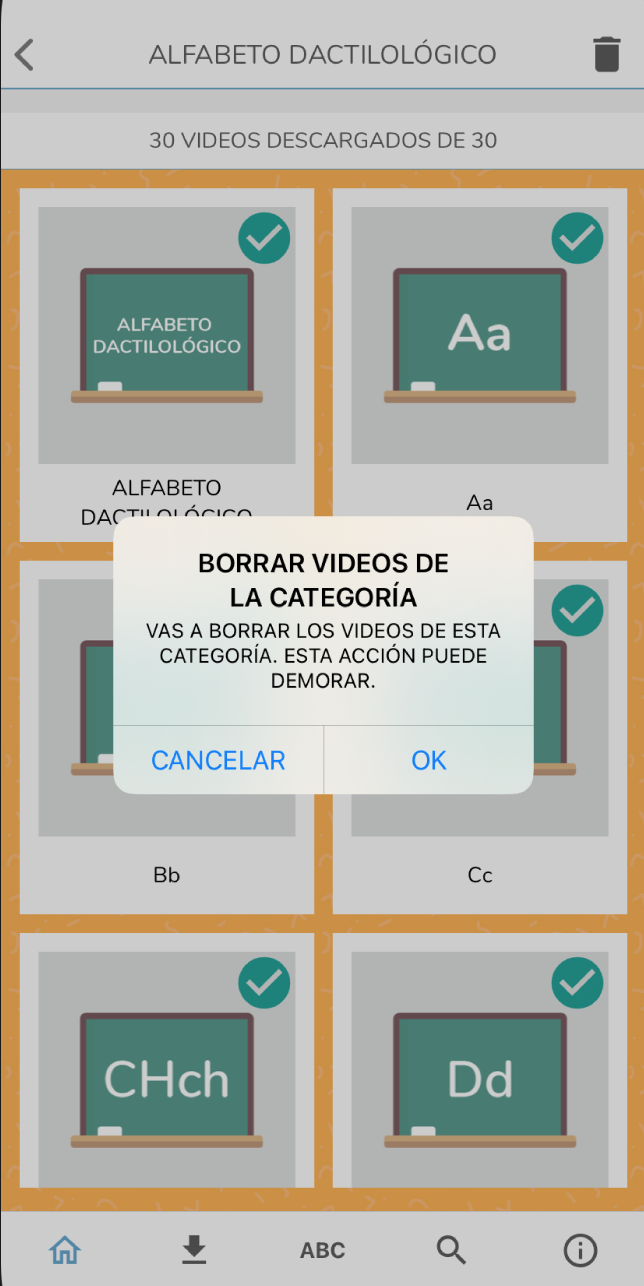 ALFABETO DACTILOLÓGICO
30 VIDEOS DESCARGADOS DE 30
ALFABETO
DACTILOLÓGICO
Aa
ALFABETO
DACTILOLÓGICO
Aa
BORRAR VIDEOS DE
LA CATEGORÍA
VAS A BORRAR LOS VIDEOS DE ESTA
CATEGORÍA. ESTA ACCIÓN PUEDE
DEMORAR.
CANCELAR
OK
Bb
Cc
CHch
Dd
ABC